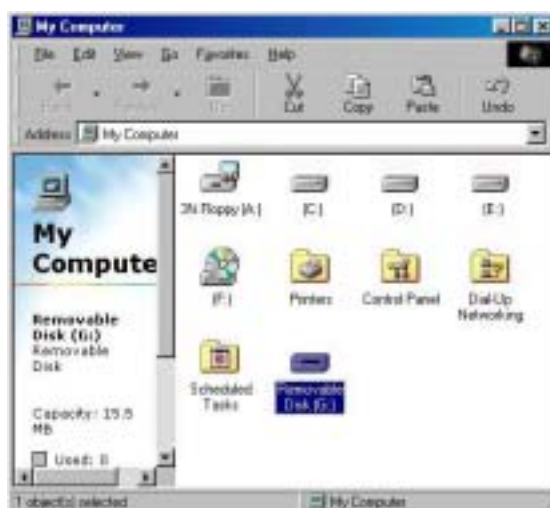 My Computer
File Edit View Go Favorites Help
Cut Copy Paste Undo
Address My Computer
3½ Floppy (A:) (C:) (D:) (E:)
(F:) Printers Control Panel Dial-Up Networking
Scheduled Tasks Removable Disk (G:)
My
Compute
Removable
Disk (G:)
Removable
Disk
Capacity: 15.5
MB
Used: 0
1 object(s) selected My Computer